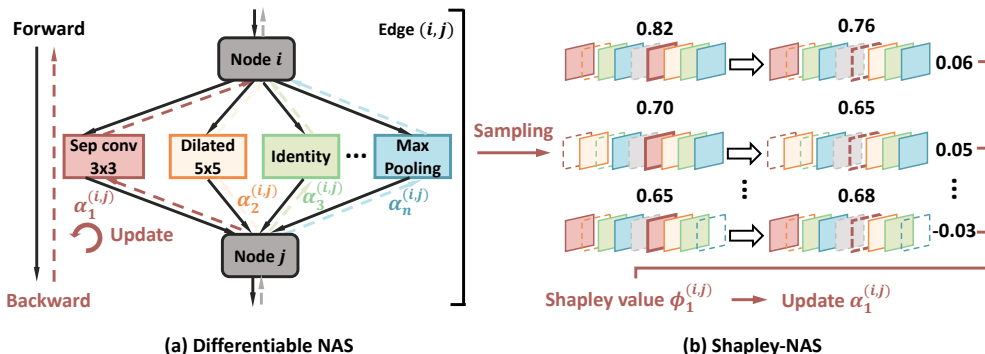 Forward
Node i
Edge (i, j)
Sep conv
3x3
Dilated
5x5
Identity
...
Max
Pooling
α₁^(i,j)
α₂^(i,j)
α₃^(i,j)
αₙ^(i,j)
Update
Node j
Backward
(a) Differentiable NAS
Sampling
0.82
0.76
0.06
0.70
0.65
0.05
0.65
0.68
-0.03
Shapley value ϕ₁^(i,j)
Update α₁^(i,j)
(b) Shapley-NAS